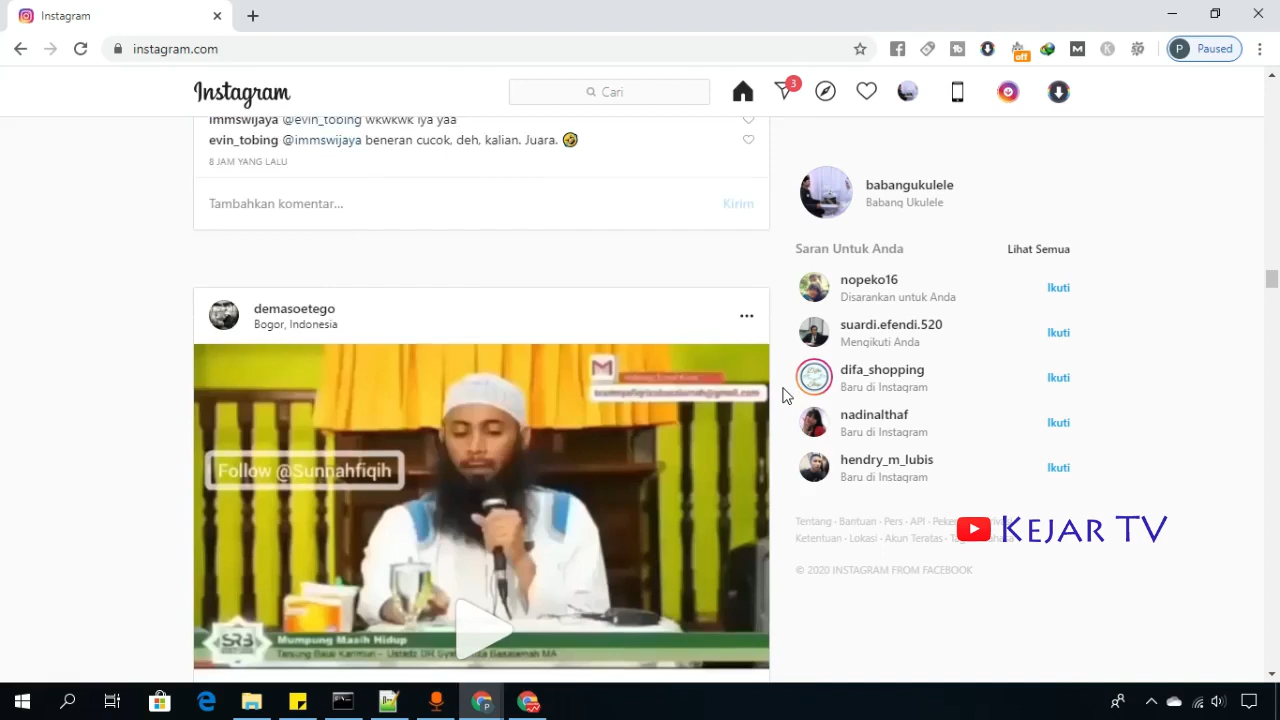 Instagram
instagram.com
Paused
P
Instagram
Cari
3
off
immswijaya @evin_tobing wkwkwk iya yaa
evin_tobing @immswijaya beneran cucok, deh, kalian. Juara. 🤣
8 JAM YANG LALU
Tambahkan komentar...
Kirim
demasoetego
Bogor, Indonesia
Follow @Sunnahfiqih
SRB
Mumpung Masih Hidup
babangukulele
Babang Ukulele
Saran Untuk Anda
Lihat Semua
nopeko16
Disarankan untuk Anda
Ikuti
suardi.efendi.520
Mengikuti Anda
Ikuti
difa_shopping
Baru di Instagram
Ikuti
nadinalthaf
Baru di Instagram
Ikuti
hendry_m_lubis
Baru di Instagram
Ikuti
Tentang · Bantuan · Pers · API ·
Ketentuan · Lokasi · Akun Teratas ·
KEJAR TV
© 2020 INSTAGRAM FROM FACEBOOK